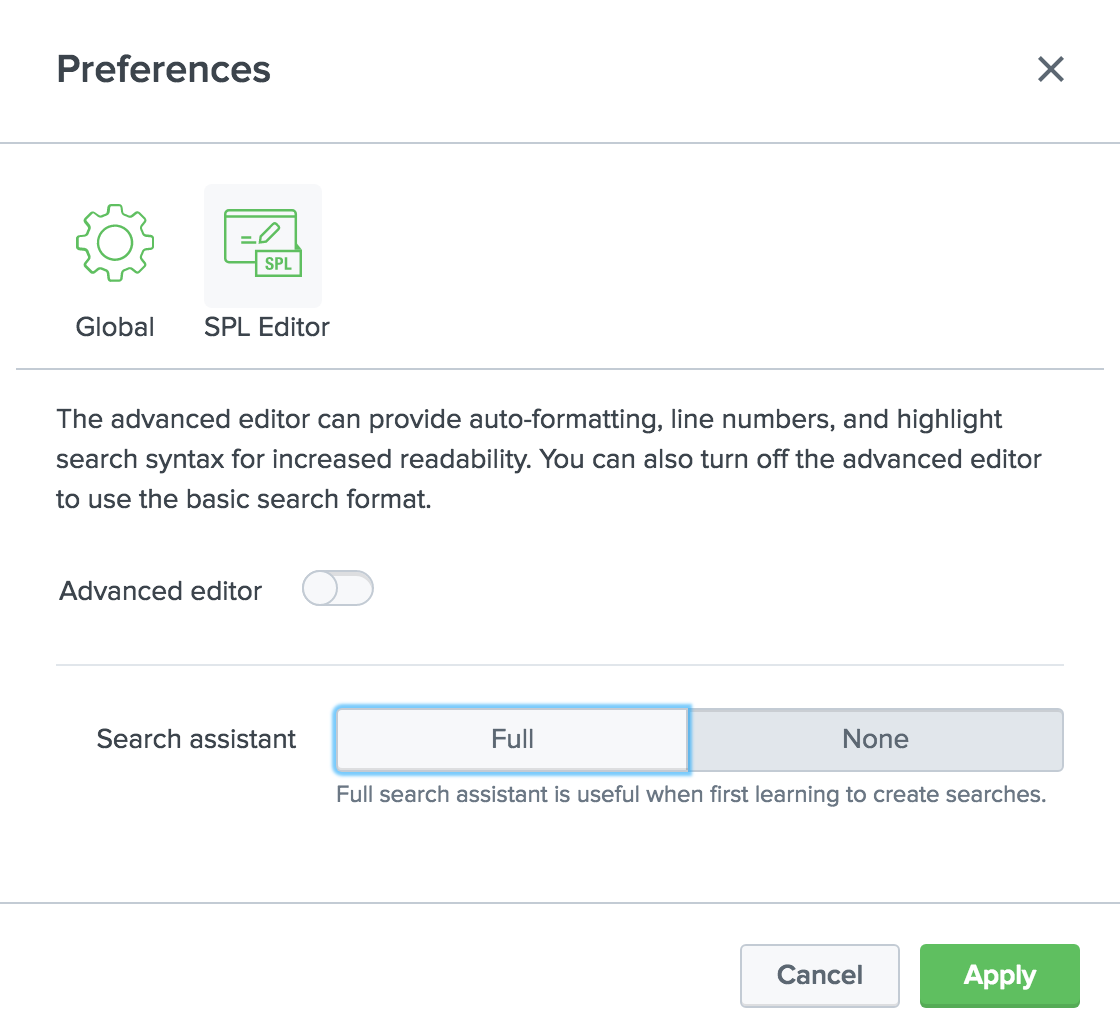 Preferences
SPL
Global
SPL Editor
The advanced editor can provide auto-formatting, line numbers, and highlight
search syntax for increased readability. You can also turn off the advanced editor
to use the basic search format.
Advanced editor
Search assistant
Full
None
Full search assistant is useful when first learning to create searches.
Cancel
Apply